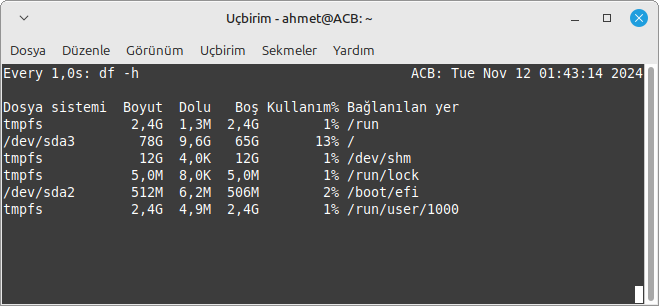 Uçbirim - ahmet@ACB: ~
Dosya Düzenle Görünüm Uçbirim Sekmeler Yardım
Every 1,0s: df -h ACB: Tue Nov 12 01:43:14 2024
Dosya sistemi Boyut Dolu Boş Kullanım% Bağlanılan yer
tmpfs 2,4G 1,3M 2,4G 1% /run
/dev/sda3 78G 9,6G 65G 13% /
tmpfs 12G 4,0K 12G 1% /dev/shm
tmpfs 5,0M 8,0K 5,0M 1% /run/lock
/dev/sda2 512M 6,2M 506M 2% /boot/efi
tmpfs 2,4G 4,9M 2,4G 1% /run/user/1000